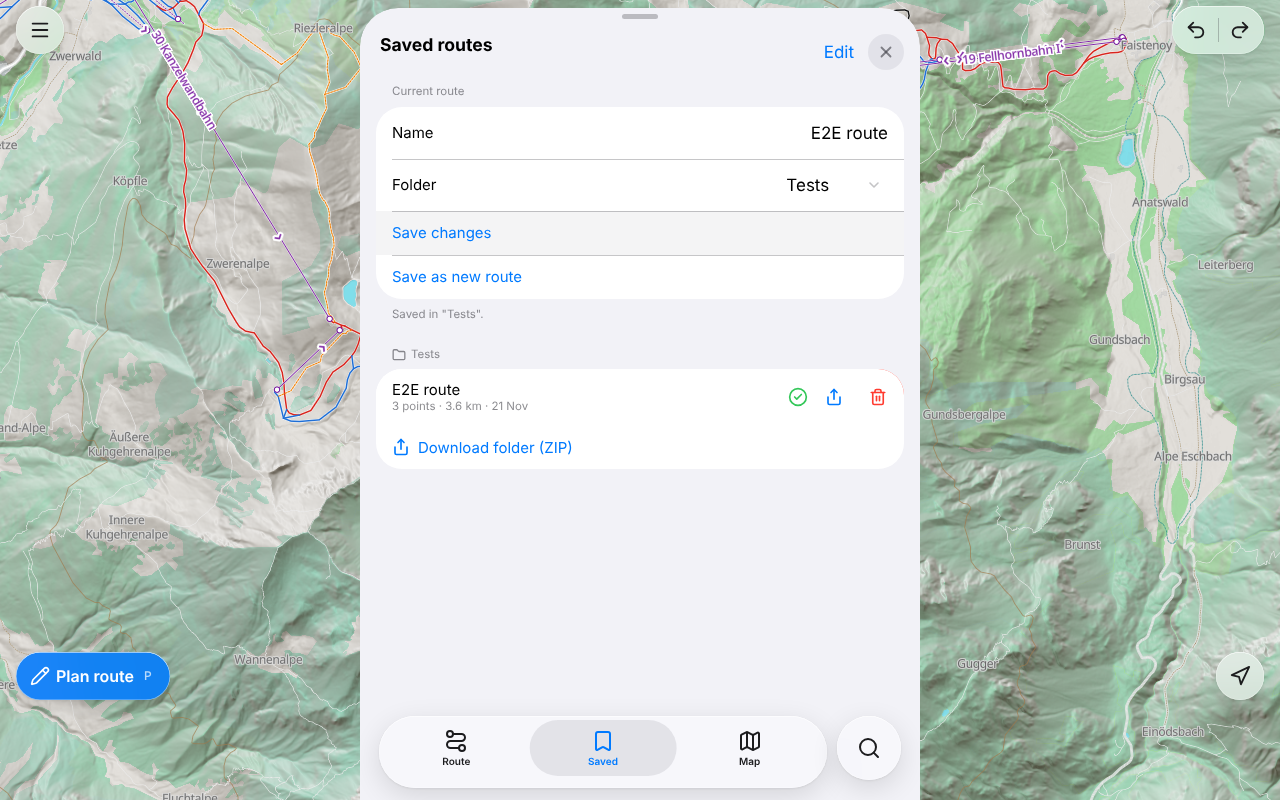 Riezleralpe
Zwerwald
30 Kanzelwandbahn
Köpfle
Zwerenalpe
and-Alpe
Äußere
Kuhgehrenalpe
Innere
Kuhgehrenalpe
Wannenalpe
Fluchtalpe
Plan route P
Saved routes
Edit
Current route
Name E2E route
Folder Tests
Save changes
Save as new route
Saved in "Tests".
Tests
E2E route
3 points · 3.6 km · 21 Nov
Download folder (ZIP)
Route
Saved
Map
19 Fellhornbahn I
Faistenoy
Anatswald
Leiterberg
Gundsbach
Birgsau
Gundsbergalpe
Alpe Eschbach
Brunst
Gugger
Einödsbach